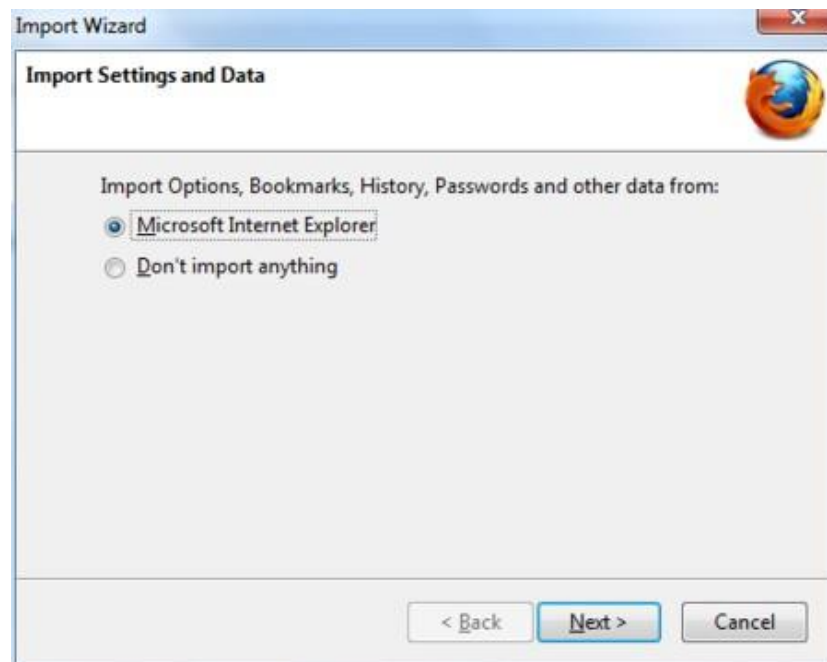 Import Wizard
Import Settings and Data
Import Options, Bookmarks, History, Passwords and other data from:
Microsoft Internet Explorer
Don't import anything
< Back Next > Cancel